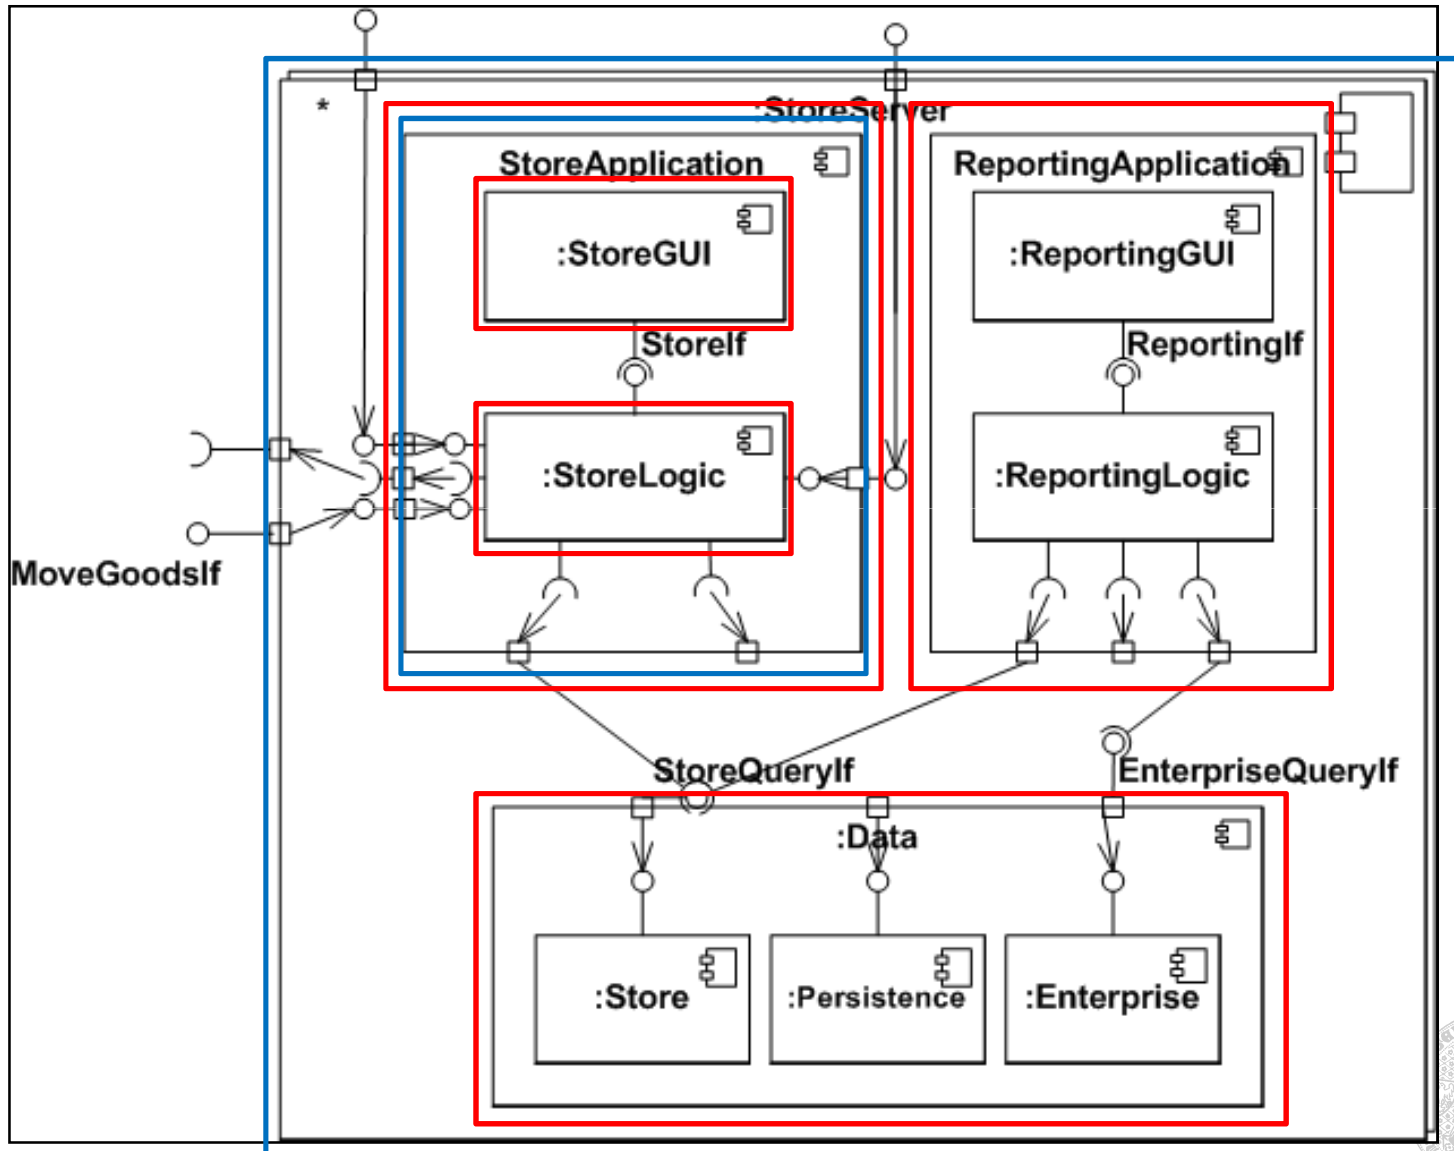 *
:StoreServer
StoreApplication
ReportingApplication
:StoreGUI
:ReportingGUI
StoreIf
ReportingIf
:StoreLogic
:ReportingLogic
MoveGoodsIf
StoreQueryIf
EnterpriseQueryIf
:Data
:Store
:Persistence
:Enterprise